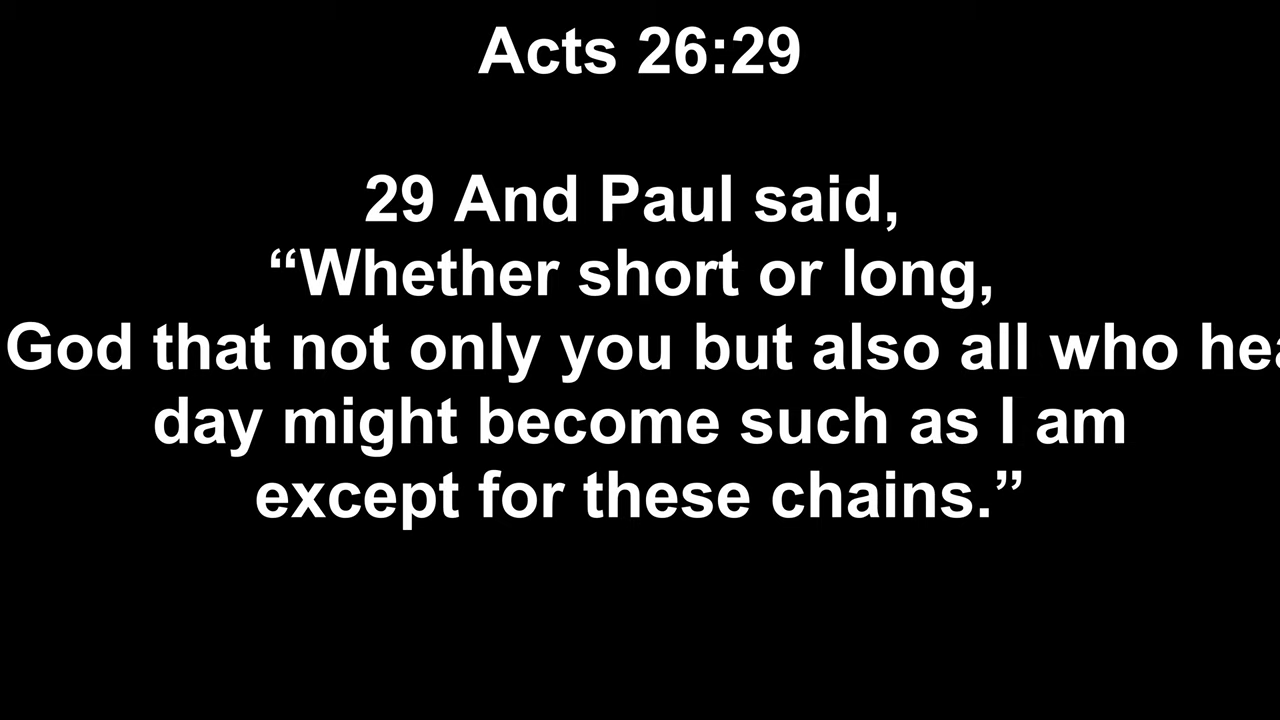 Acts 26:29
29 And Paul said,
“Whether short or long,
God that not only you but also all who
day might become such as I am
except for these chains.”